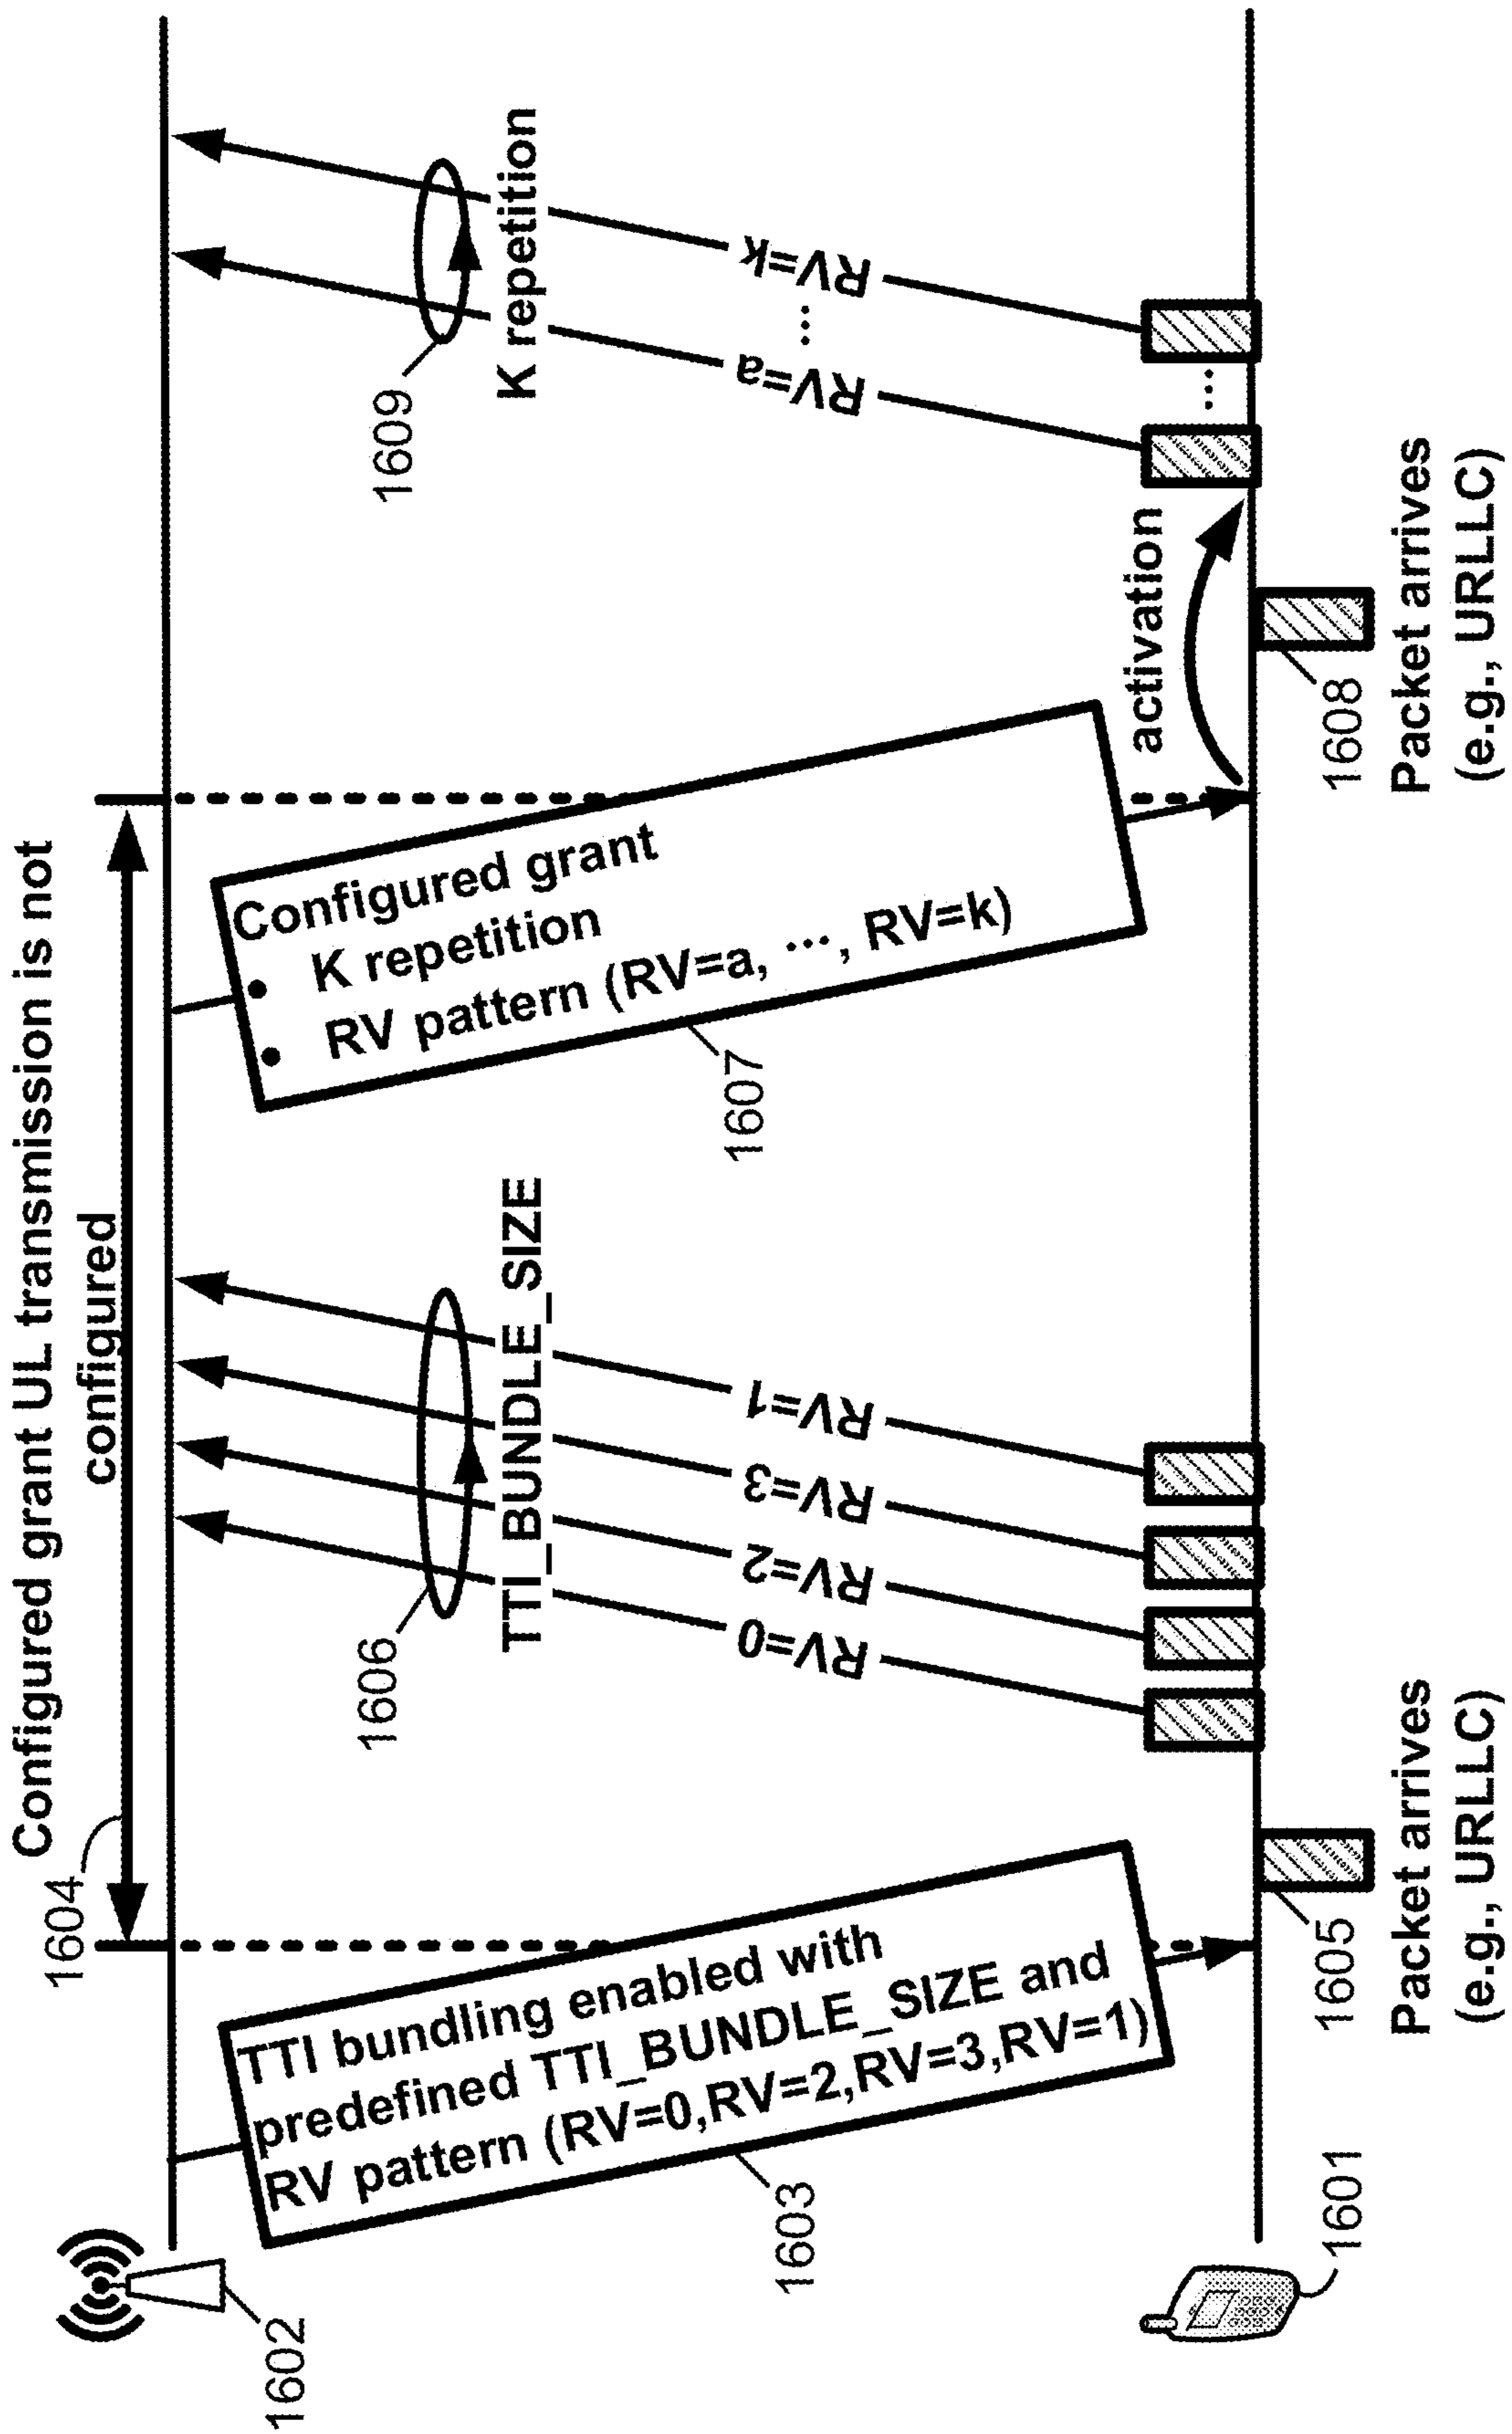 Configured grant UL transmission is not
configured
1604
1602
TTI bundling enabled with
predefined TTI_BUNDLE_SIZE and
RV pattern (RV=0,RV=2,RV=3,RV=1)
1603
1606
TTI_BUNDLE_SIZE
RV=0
RV=2
RV=3
RV=1
Configured grant
• K repetition
• RV pattern (RV=a, ···, RV=k)
1607
1609
K repetition
RV=a
...
RV=k
activation
...
1601
1605
Packet arrives
(e.g., URLLC)
1608
Packet arrives
(e.g., URLLC)